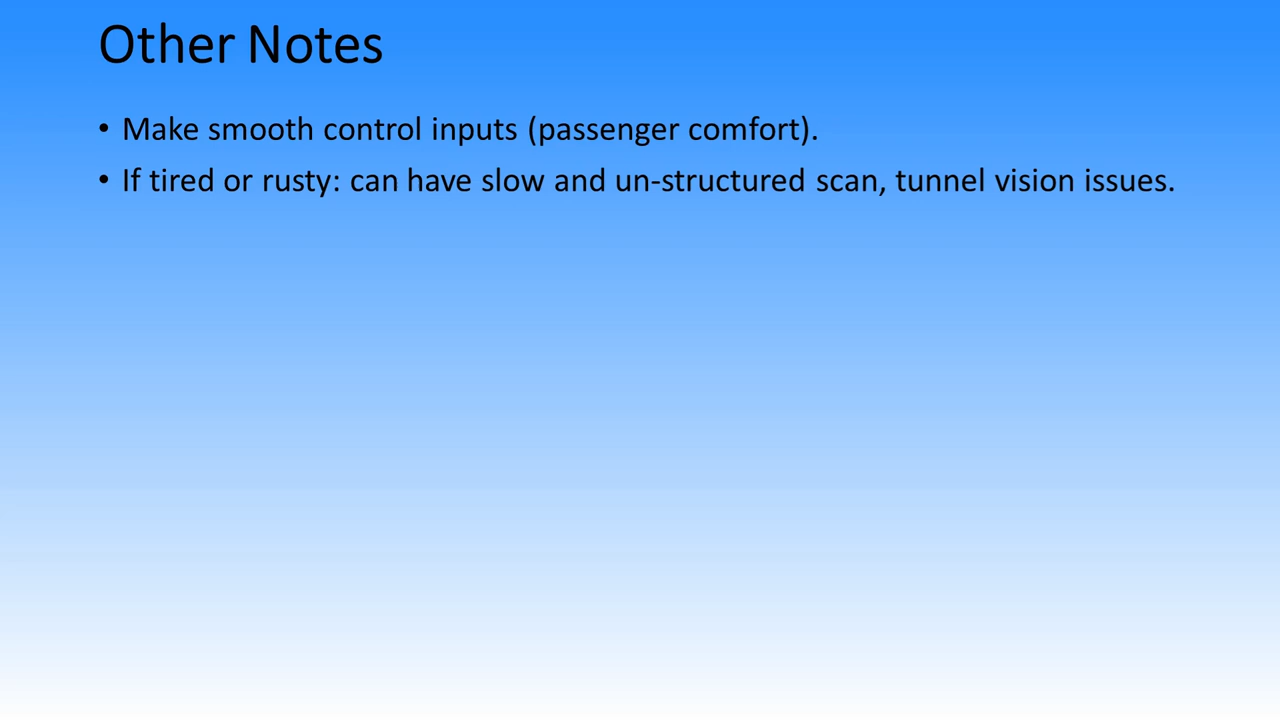 Other Notes
• Make smooth control inputs (passenger comfort).
• If tired or rusty: can have slow and un-structured scan, tunnel vision issues.